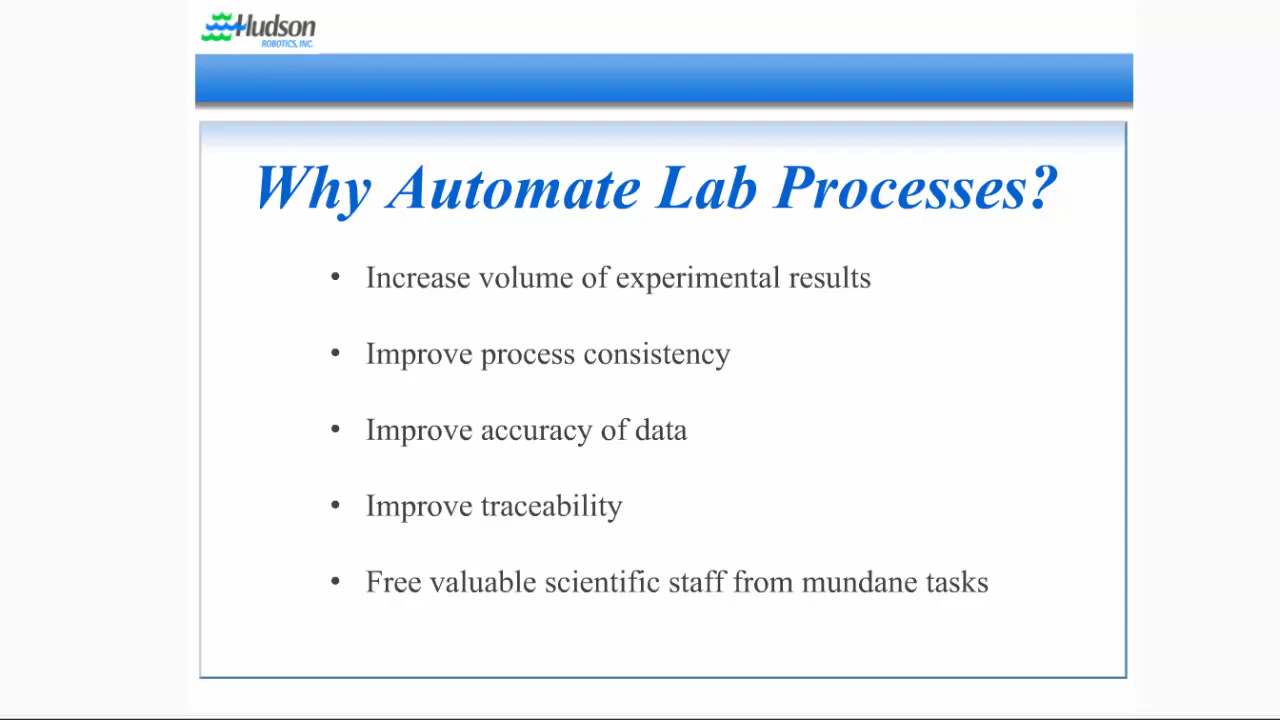 Hudson
ROBOTICS, INC.
Why Automate Lab Processes?
• Increase volume of experimental results
• Improve process consistency
• Improve accuracy of data
• Improve traceability
• Free valuable scientific staff from mundane tasks